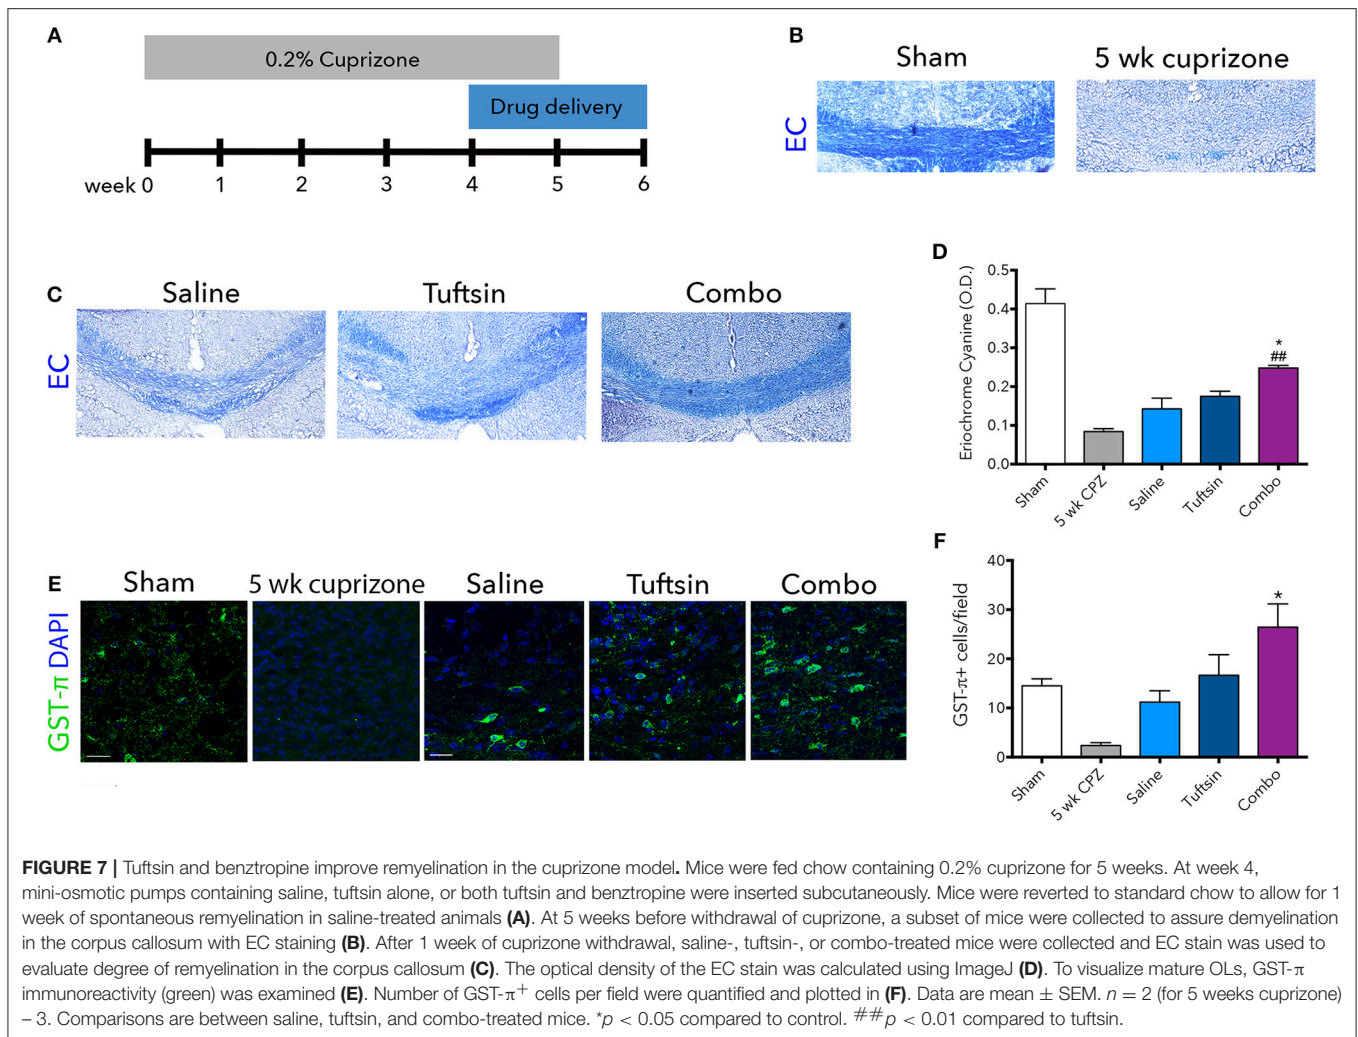 A
0.2% Cuprizone
Drug delivery
week 0 1 2 3 4 5 6
B
Sham 5 wk cuprizone
EC
C
Saline Tuftsin Combo
EC
D
Eriochrome Cyanine (O.D.)
0.5
0.4
0.3
0.2
0.1
0.0
*
##
Sham 5 wk CPZ Saline Tuftsin Combo
E
Sham 5 wk cuprizone Saline Tuftsin Combo
GST-π DAPI
F
GST-π+ cells/field
40
30
20
10
0
*
Sham 5 wk CPZ Saline Tuftsin Combo
FIGURE 7 | Tuftsin and benztropine improve remyelination in the cuprizone model. Mice were fed chow containing 0.2% cuprizone for 5 weeks. At week 4,
mini-osmotic pumps containing saline, tuftsin alone, or both tuftsin and benztropine were inserted subcutaneously. Mice were reverted to standard chow to allow for 1
week of spontaneous remyelination in saline-treated animals (A). At 5 weeks before withdrawal of cuprizone, a subset of mice were collected to assure demyelination
in the corpus callosum with EC staining (B). After 1 week of cuprizone withdrawal, saline-, tuftsin-, or combo-treated mice were collected and EC stain was used to
evaluate degree of remyelination in the corpus callosum (C). The optical density of the EC stain was calculated using ImageJ (D). To visualize mature OLs, GST-π
immunoreactivity (green) was examined (E). Number of GST-π⁺ cells per field were quantified and plotted in (F). Data are mean ± SEM. n = 2 (for 5 weeks cuprizone)
– 3. Comparisons are between saline, tuftsin, and combo-treated mice. *p < 0.05 compared to control. ##p < 0.01 compared to tuftsin.